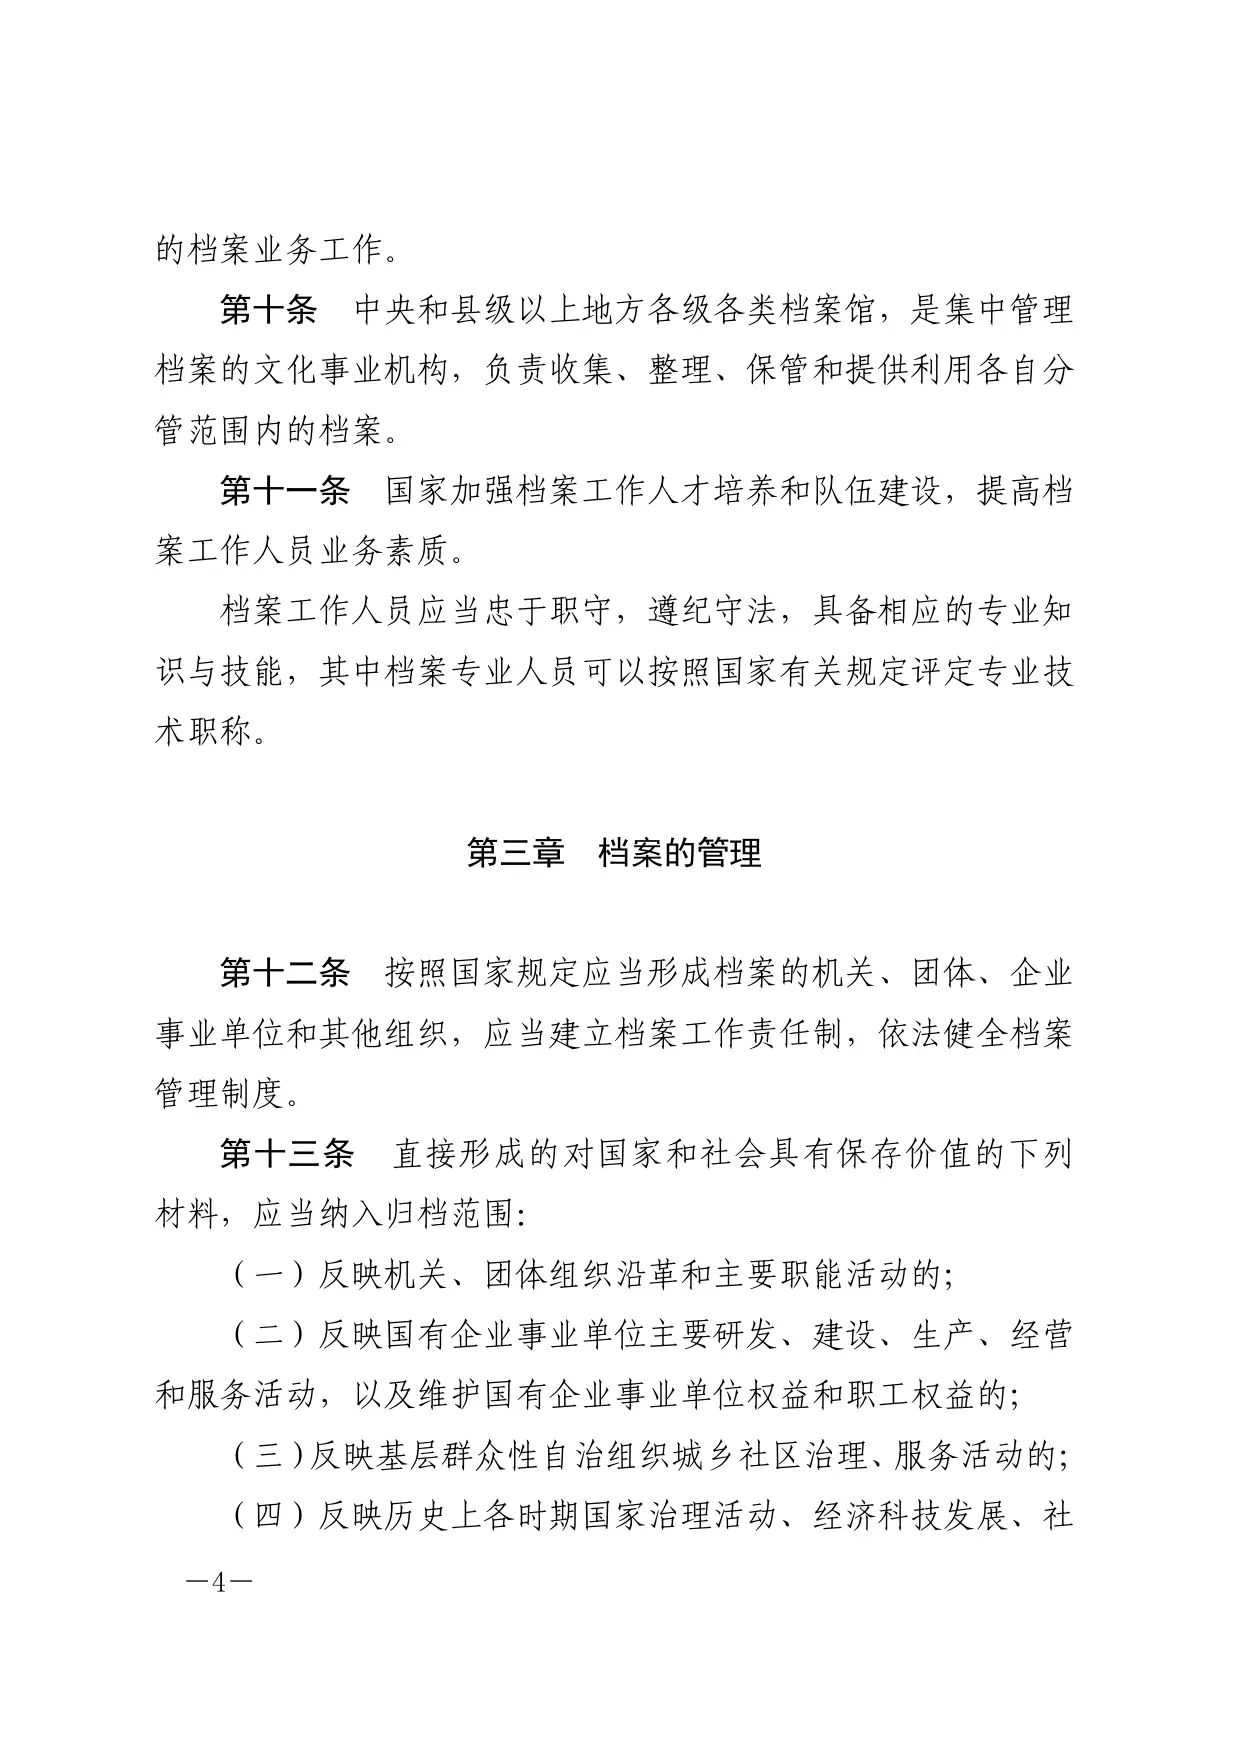 的档案业务工作。
第十条　中央和县级以上地方各级各类档案馆，是集中管理
档案的文化事业机构，负责收集、整理、保管和提供利用各自分
管范围内的档案。
第十一条　国家加强档案工作人才培养和队伍建设，提高档
案工作人员业务素质。
档案工作人员应当忠于职守，遵纪守法，具备相应的专业知
识与技能，其中档案专业人员可以按照国家有关规定评定专业技
术职称。
第三章　档案的管理
第十二条　按照国家规定应当形成档案的机关、团体、企业
事业单位和其他组织，应当建立档案工作责任制，依法健全档案
管理制度。
第十三条　直接形成的对国家和社会具有保存价值的下列
材料，应当纳入归档范围：
（一）反映机关、团体组织沿革和主要职能活动的；
（二）反映国有企业事业单位主要研发、建设、生产、经营
和服务活动，以及维护国有企业事业单位权益和职工权益的；
（三）反映基层群众性自治组织城乡社区治理、服务活动的；
（四）反映历史上各时期国家治理活动、经济科技发展、社
—4—